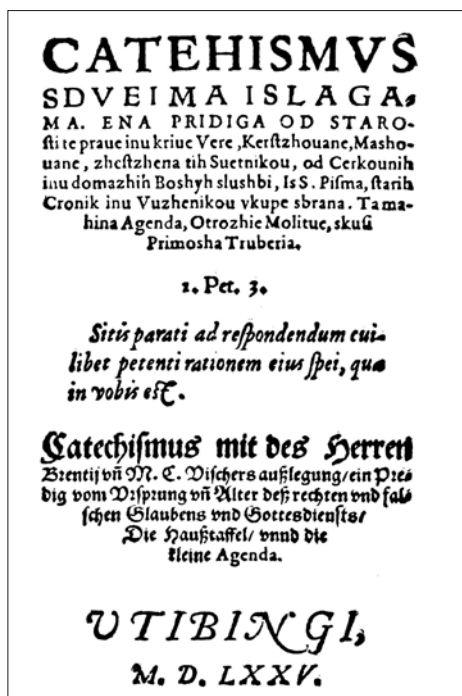 CATEHISMVS
SDVEIMA ISLAGA,
MA. ENA PRIDIGA OD STARO-
ſti te praue inu kriue Vere, Kerſtzhouane, Masho-
uane, zheſtzhena tih Suetnikou, od Cerkounih
inu domazhih Boshyh slushbi, Is S. Piſma, ſtarih
Cronik inu Vuzhenikou vkupe sbrana. Tama-
hina Agenda, Otrozhie Molitue, skuſi
Primosha Truberia.
1. Pet. 3.
Sitis parati ad reſpondendum cui-
libet petenti rationem eius ſpei, quæ
in vobis eſt.
Catechiſmus mit des Herren
Brentij vñ M. C. Viſchers außlegung/ein Pre-
dig vom Vrſprung vñ Alter deß rechten vnd fal-
ſchen Glaubens vnd Gottesdienſts/
Die Haußtaffel/ vnnd die
kleine Agenda.
VTIBINGI,
M. D. LXXV.